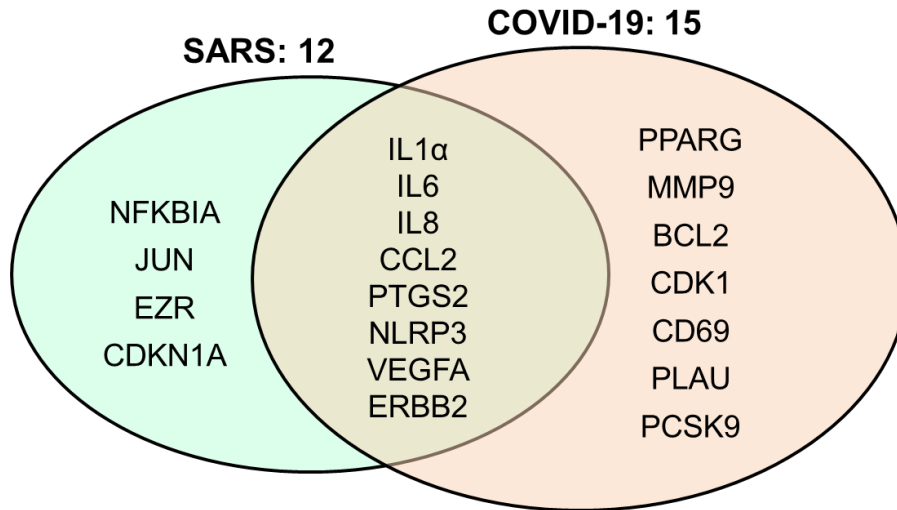 SARS: 12
COVID-19: 15
NFKBIA
JUN
EZR
CDKN1A
IL1α
IL6
IL8
CCL2
PTGS2
NLRP3
VEGFA
ERBB2
PPARG
MMP9
BCL2
CDK1
CD69
PLAU
PCSK9